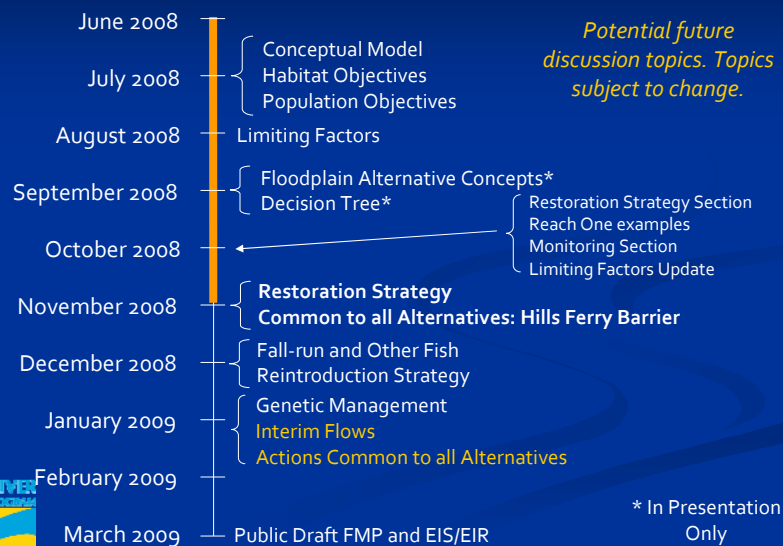 June 2008
Potential future
discussion topics. Topics
subject to change.
July 2008
Conceptual Model
Habitat Objectives
Population Objectives
August 2008
Limiting Factors
September 2008
Floodplain Alternative Concepts*
Decision Tree*
October 2008
Restoration Strategy Section
Reach One examples
Monitoring Section
Limiting Factors Update
November 2008
Restoration Strategy
Common to all Alternatives: Hills Ferry Barrier
December 2008
Fall-run and Other Fish
Reintroduction Strategy
January 2009
Genetic Management
Interim Flows
Actions Common to all Alternatives
February 2009
March 2009
Public Draft FMP and EIS/EIR
* In Presentation
Only